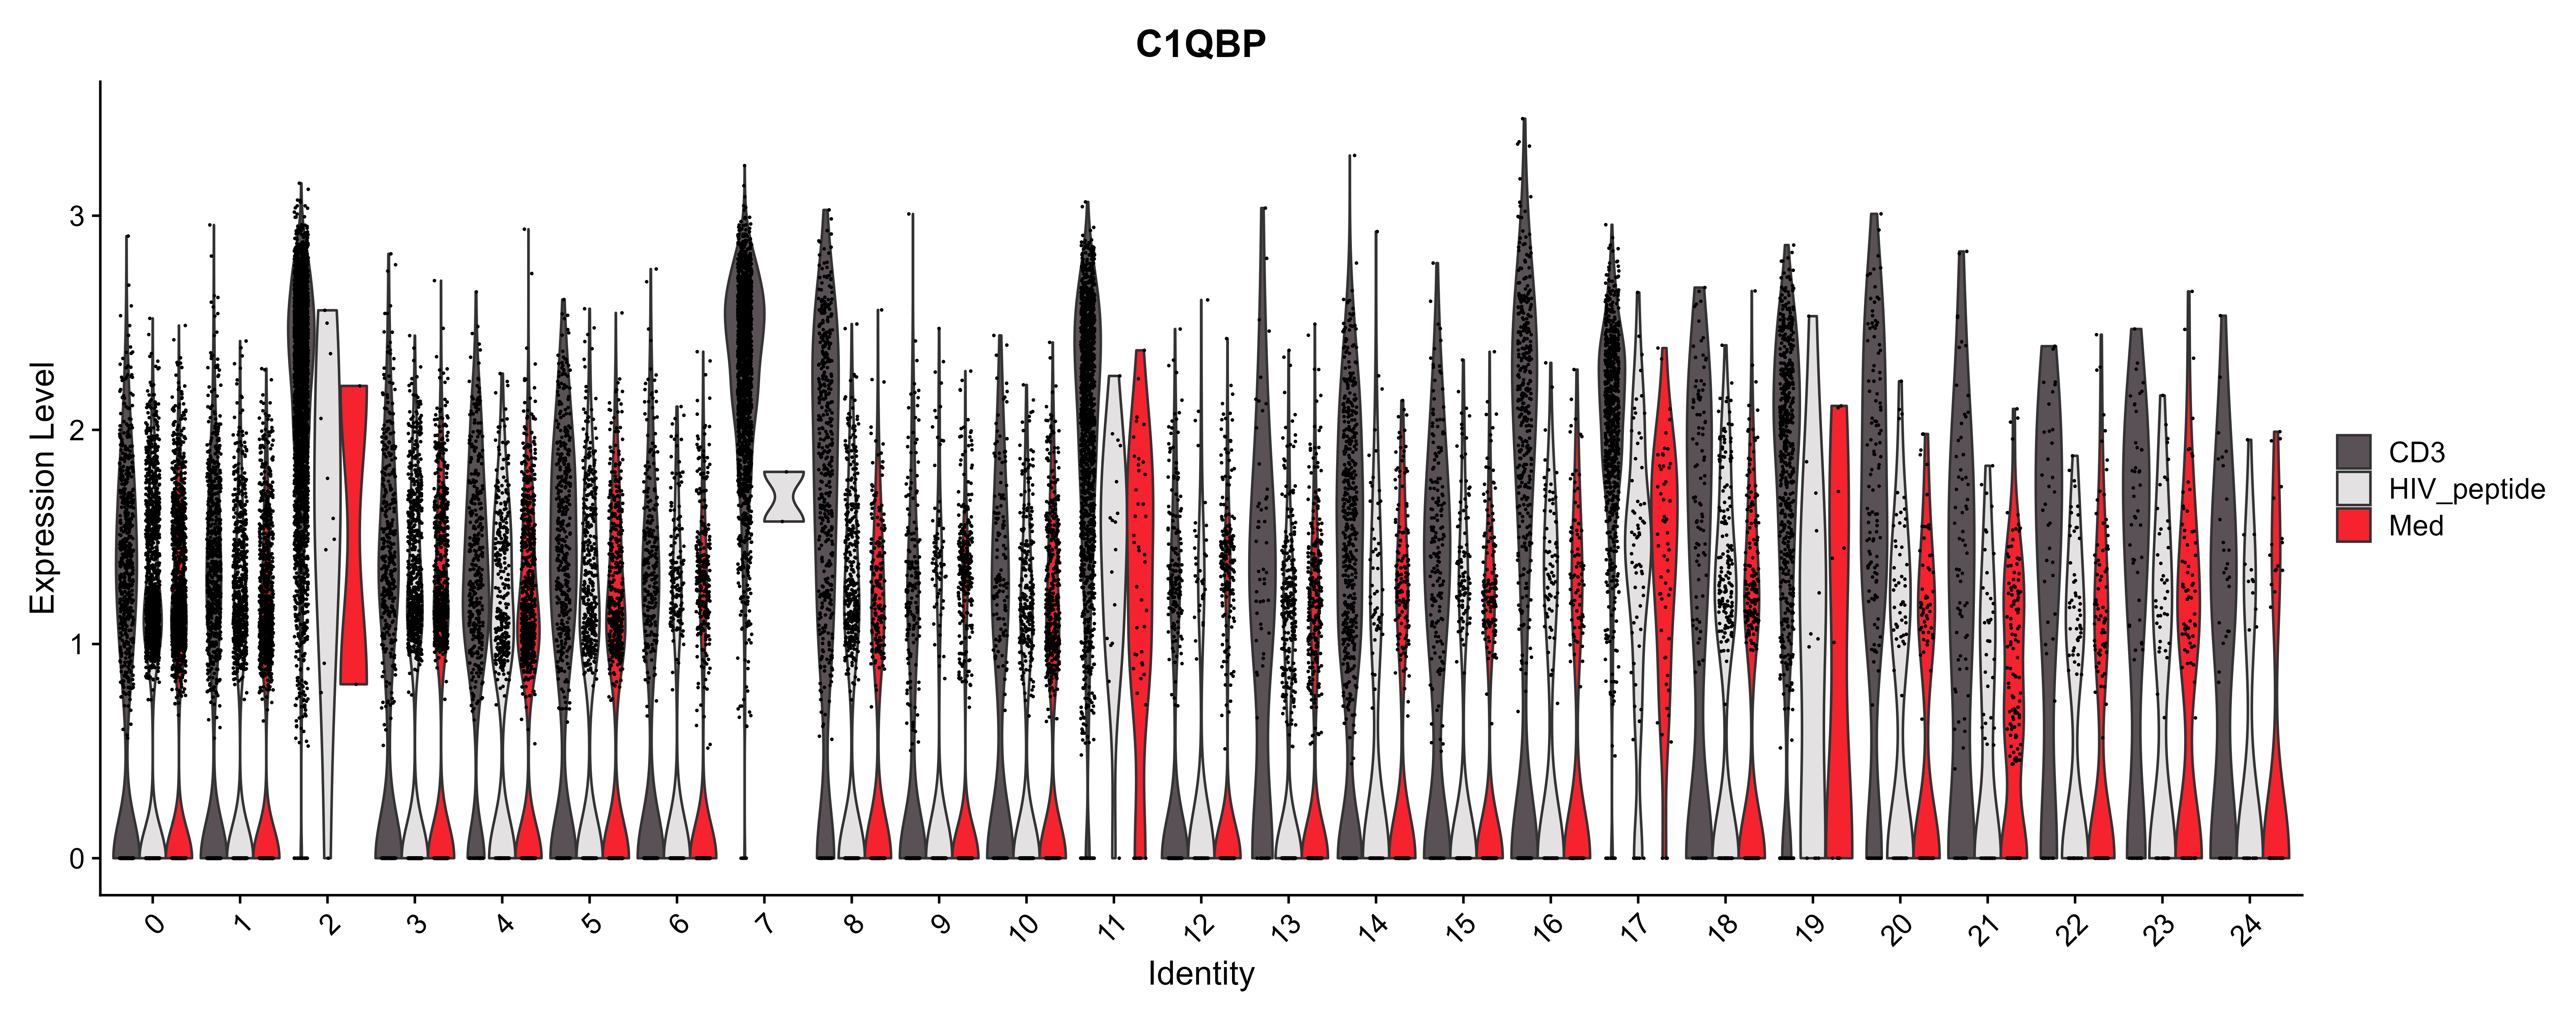 C1QBP
Expression Level
3
2
1
0
0 1 2 3 4 5 6 7 8 9 10 11 12 13 14 15 16 17 18 19 20 21 22 23 24
Identity
CD3
HIV_peptide
Med